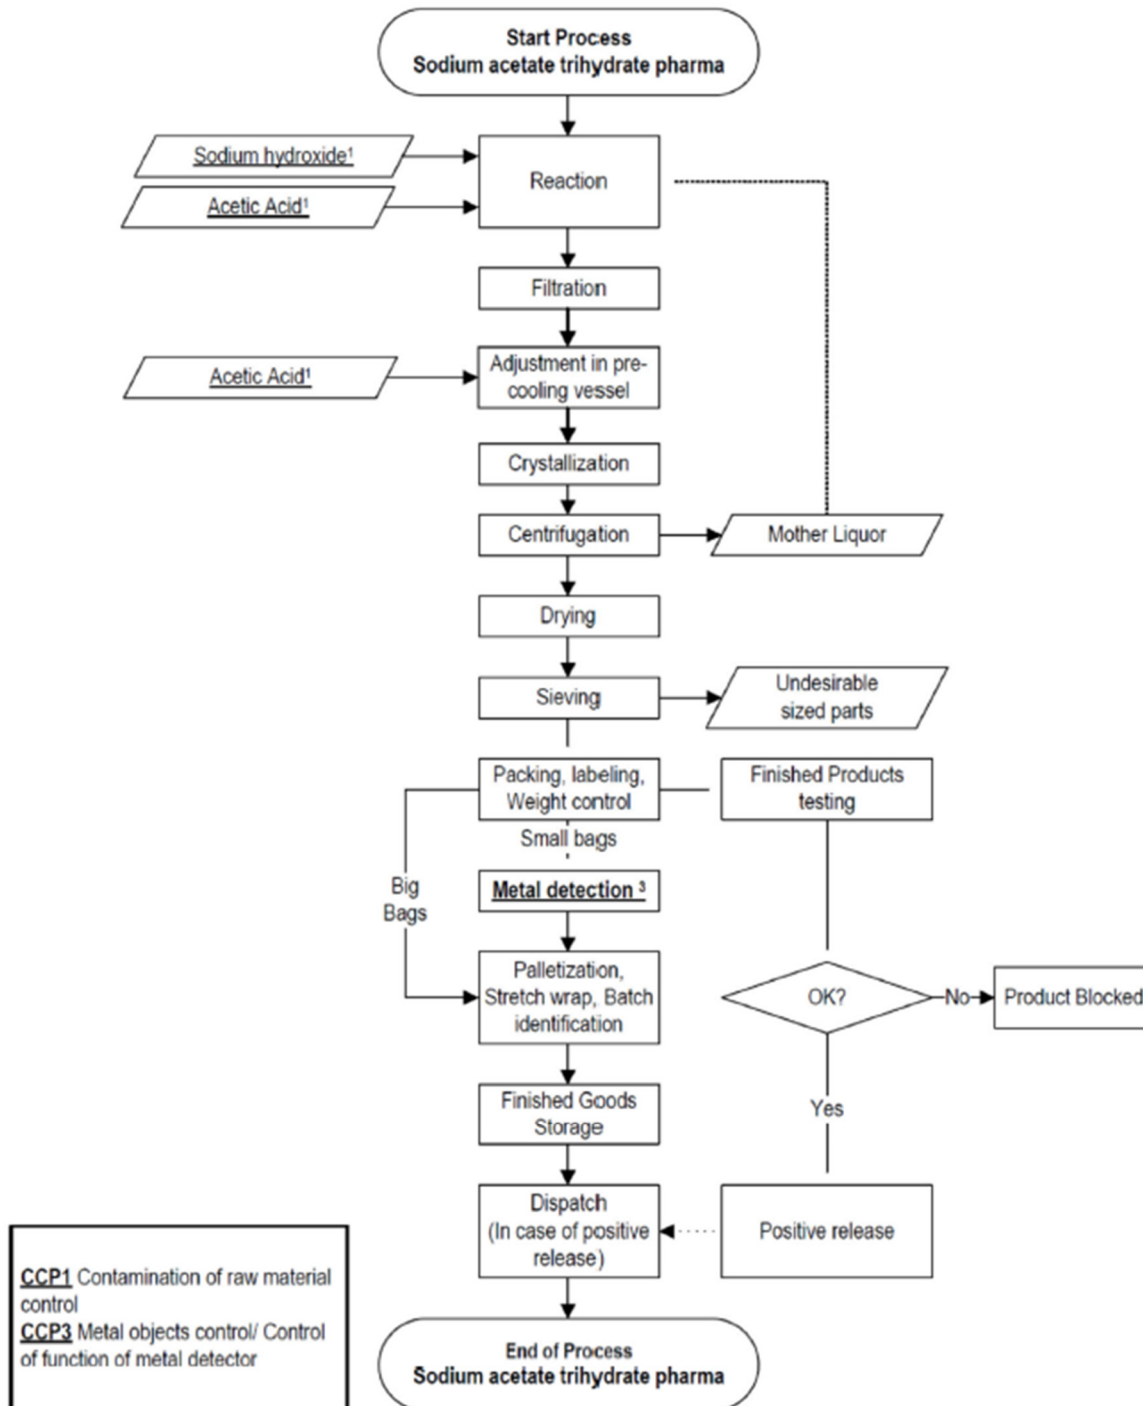 Start Process
Sodium acetate trihydrate pharma
Sodium hydroxide¹
Reaction
Acetic Acid¹
Filtration
Acetic Acid¹
Adjustment in pre-
cooling vessel
Crystallization
Centrifugation
Mother Liquor
Drying
Sieving
Undesirable
sized parts
Packing, labeling,
Weight control
Finished Products
testing
Small bags
Big
Bags
Metal detection ³
Palletization,
Stretch wrap, Batch
identification
OK?
No
Product Blocked
Finished Goods
Storage
Yes
Dispatch
(In case of positive
release)
Positive release
CCP1 Contamination of raw material
control
CCP3 Metal objects control/ Control
of function of metal detector
End of Process
Sodium acetate trihydrate pharma